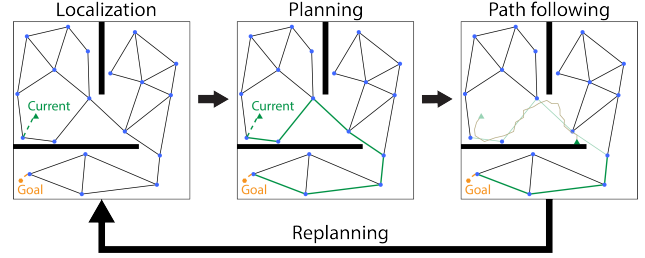 Localization
Planning
Path following
Current
Current
Goal
Goal
Goal
Replanning